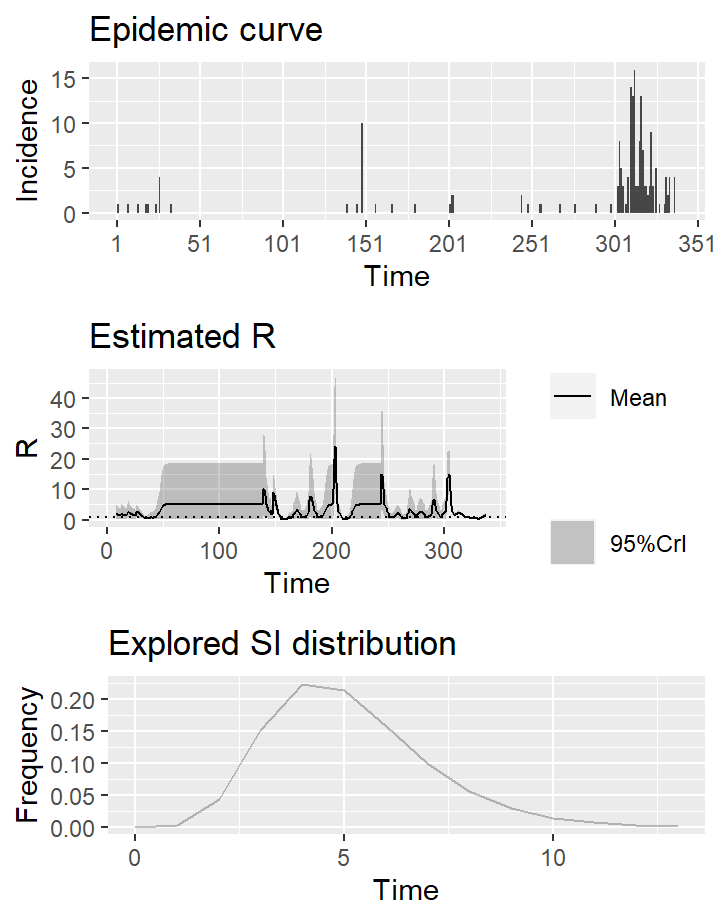 Epidemic curve
Incidence
15
10
5
0
1 51 101 151 201 251 301 351
Time
Estimated R
R
40
30
20
10
0
0 100 200 300
Time
Mean
95%CrI
Explored SI distribution
Frequency
0.20
0.15
0.10
0.05
0.00
0 5 10
Time